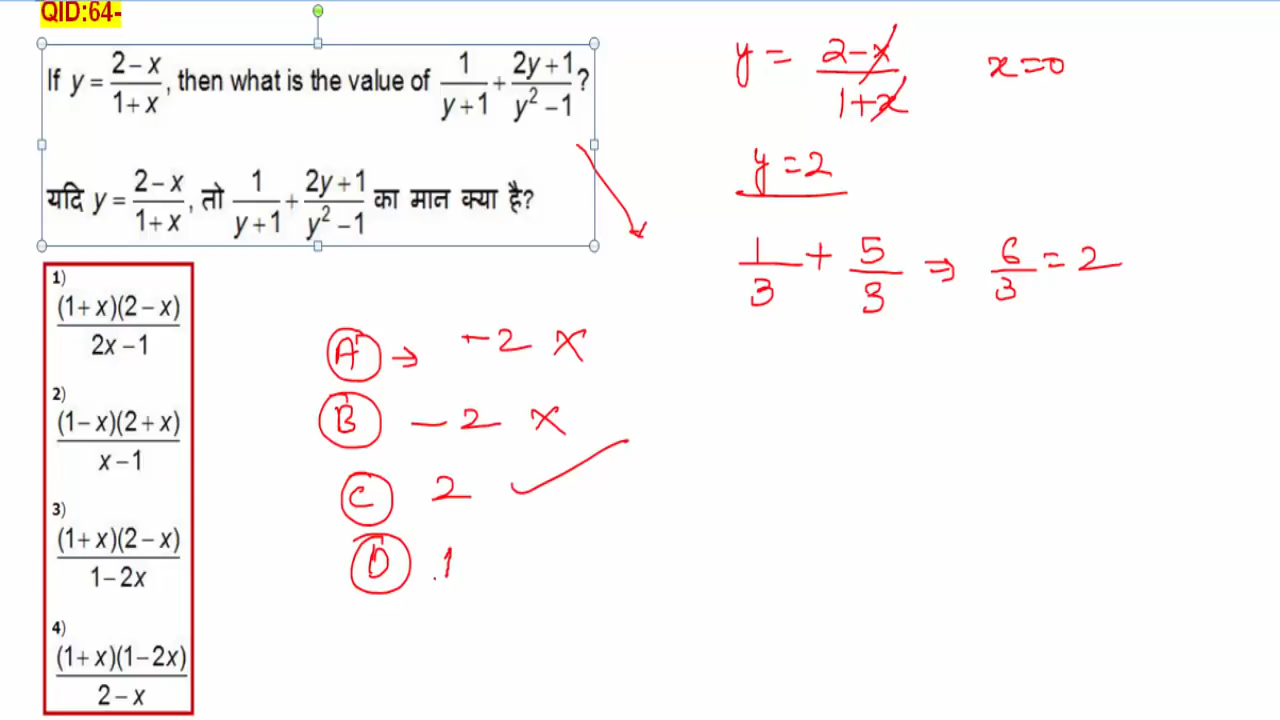 QID:64-
If y = (2 − x)/(1 + x), then what is the value of 1/(y + 1) + (2y + 1)/(y² − 1)?
यदि y = (2 − x)/(1 + x), तो 1/(y + 1) + (2y + 1)/(y² − 1) का मान क्या है?
1)
(1 + x)(2 − x)/(2x − 1)
2)
(1 − x)(2 + x)/(x − 1)
3)
(1 + x)(2 − x)/(1 − 2x)
4)
(1 + x)(1 − 2x)/(2 − x)
A → −2 ×
B −2 ×
C 2 ✓
D .1
y = (2 − x)/(1 + x) x = 0
y = 2
1/3 + 5/3 ⇒ 6/3 = 2